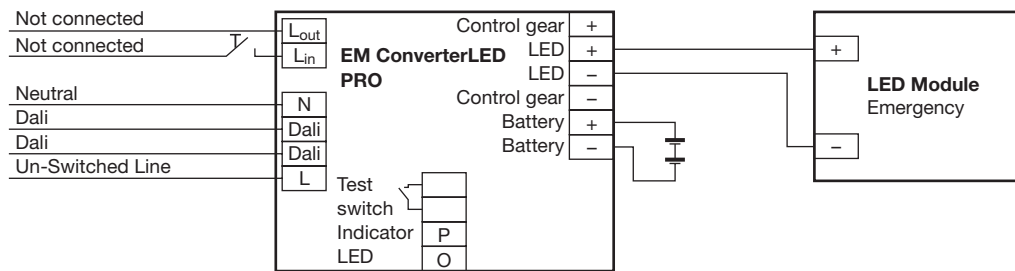 Not connected
Not connected
Neutral
Dali
Dali
Un-Switched Line
T
Lout
Lin
N
Dali
Dali
L
EM ConverterLED
PRO
Test
switch
Indicator
LED
P
O
Control gear +
LED +
LED –
Control gear –
Battery +
Battery –
+
–
LED Module
Emergency